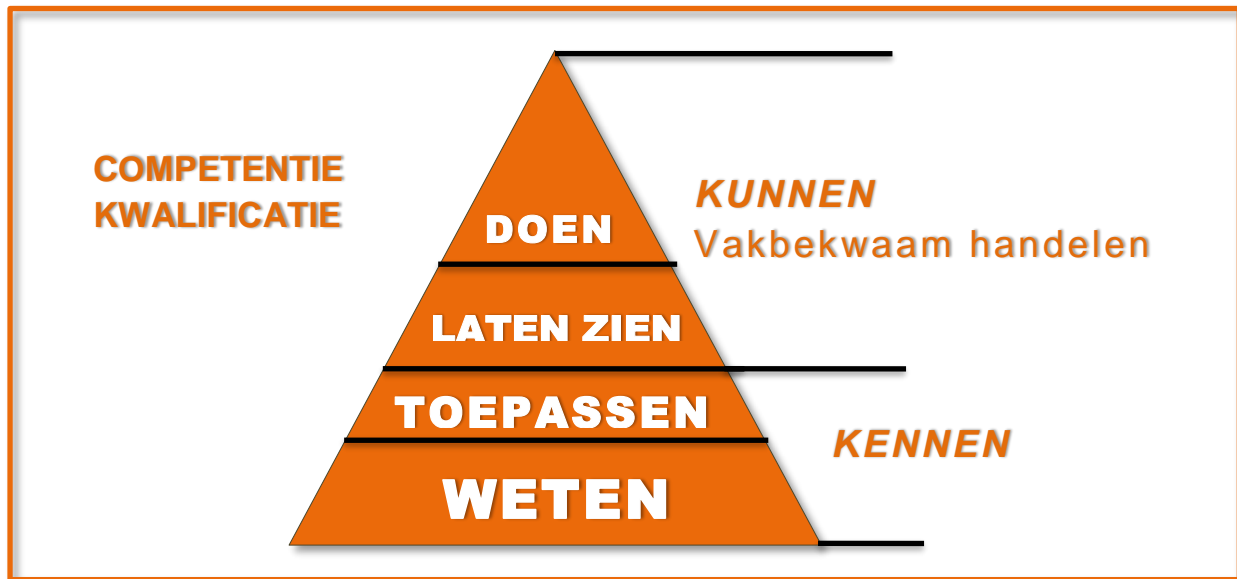 COMPETENTIE
KWALIFICATIE
DOEN
LATEN ZIEN
TOEPASSEN
WETEN
KUNNEN
Vakbekwaam handelen
KENNEN